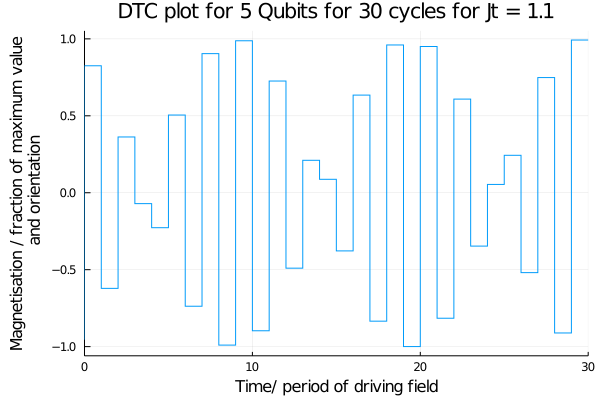 DTC plot for 5 Qubits for 30 cycles for Jt = 1.1
Magnetisation / fraction of maximum value
and orientation
1.0
0.5
0.0
−0.5
−1.0
0
10
20
30
Time/ period of driving field